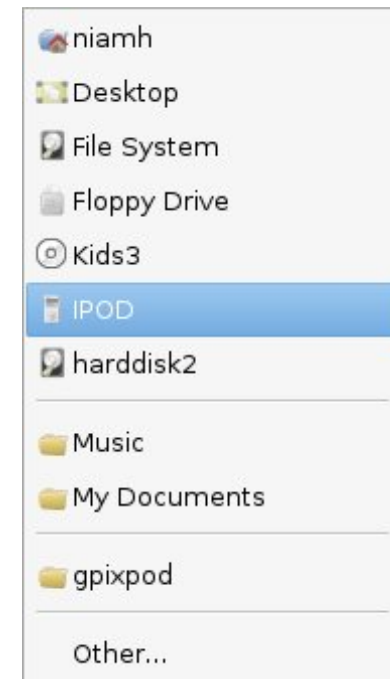 niamh
Desktop
File System
Floppy Drive
Kids3
IPOD
harddisk2
Music
My Documents
gpixpod
Other...